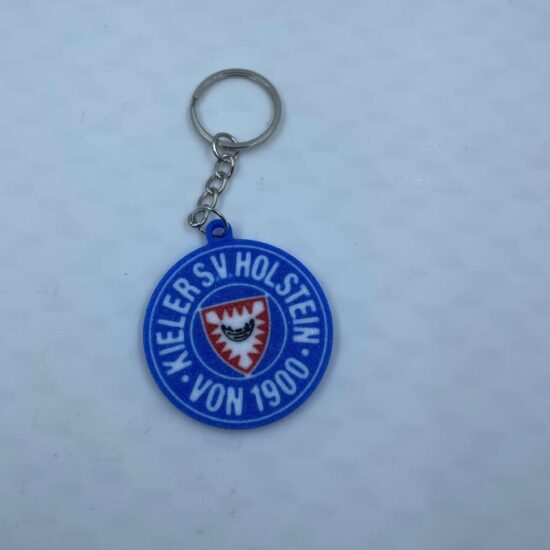 KIELER S.V. HOLSTEIN
· VON 1900 ·